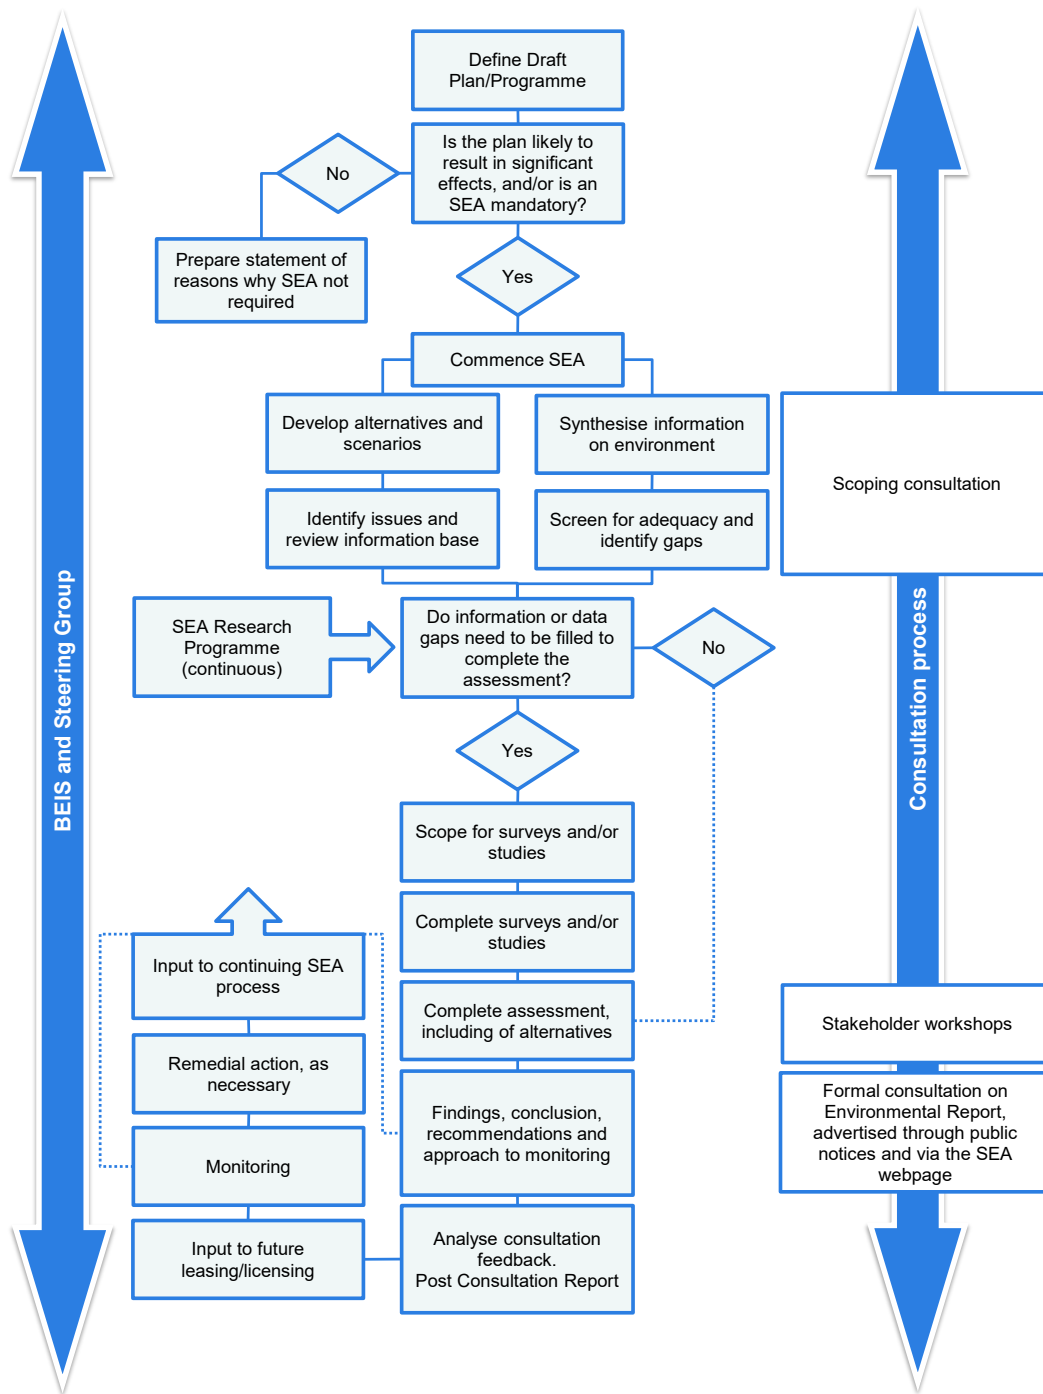 Define Draft
Plan/Programme
Is the plan likely to
result in significant
effects, and/or is an
SEA mandatory?
No
Prepare statement of
reasons why SEA not
required
Yes
Commence SEA
Develop alternatives and
scenarios
Synthesise information
on environment
Scoping consultation
Identify issues and
review information base
Screen for adequacy and
identify gaps
BEIS and Steering Group
Consultation process
SEA Research
Programme
(continuous)
Do information or data
gaps need to be filled to
complete the
assessment?
No
Yes
Scope for surveys and/or
studies
Complete surveys and/or
studies
Input to continuing SEA
process
Complete assessment,
including of alternatives
Stakeholder workshops
Remedial action, as
necessary
Findings, conclusion,
recommendations and
approach to monitoring
Formal consultation on
Environmental Report,
advertised through public
notices and via the SEA
webpage
Monitoring
Input to future
leasing/licensing
Analyse consultation
feedback.
Post Consultation Report